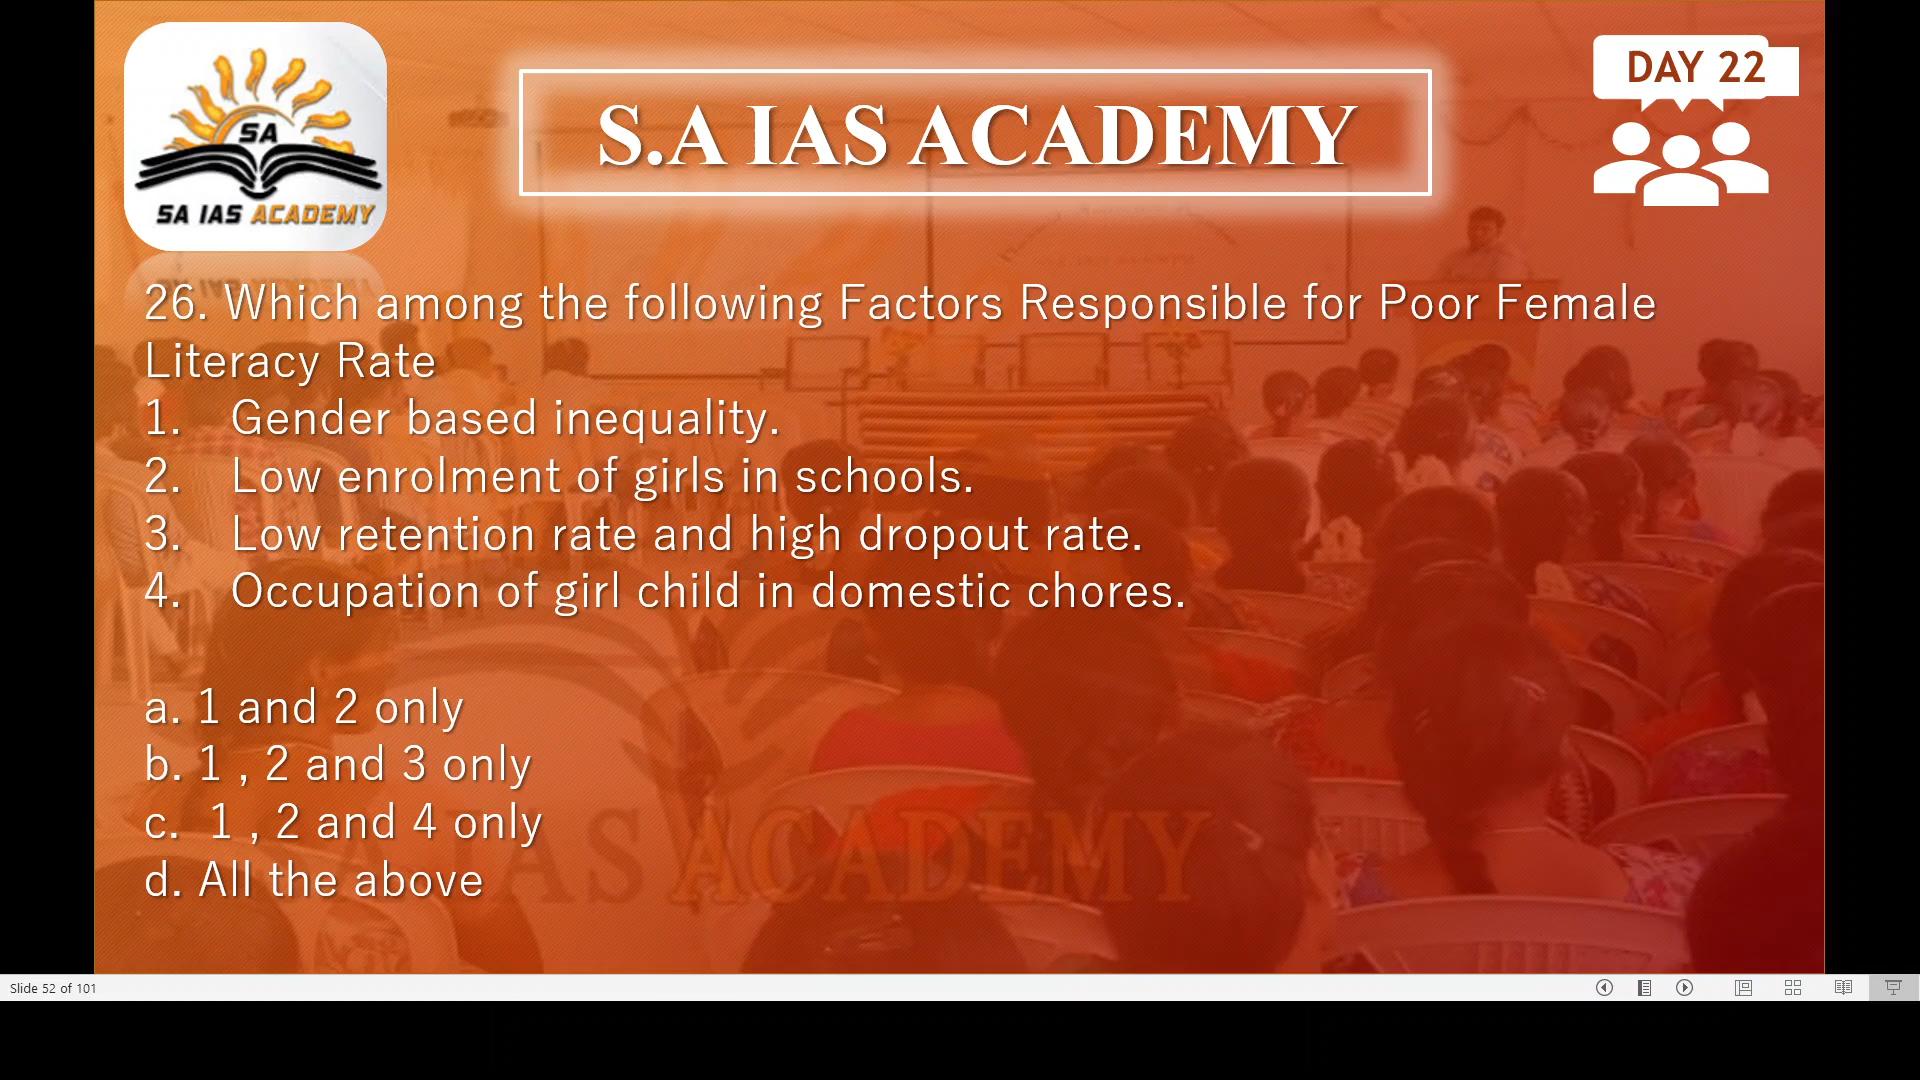 SA
SA IAS ACADEMY
S.A IAS ACADEMY
DAY 22
26. Which among the following Factors Responsible for Poor Female
Literacy Rate
1. Gender based inequality.
2. Low enrolment of girls in schools.
3. Low retention rate and high dropout rate.
4. Occupation of girl child in domestic chores.
a. 1 and 2 only
b. 1 , 2 and 3 only
c. 1 , 2 and 4 only
d. All the above
IAS ACADEMY
Slide 52 of 101